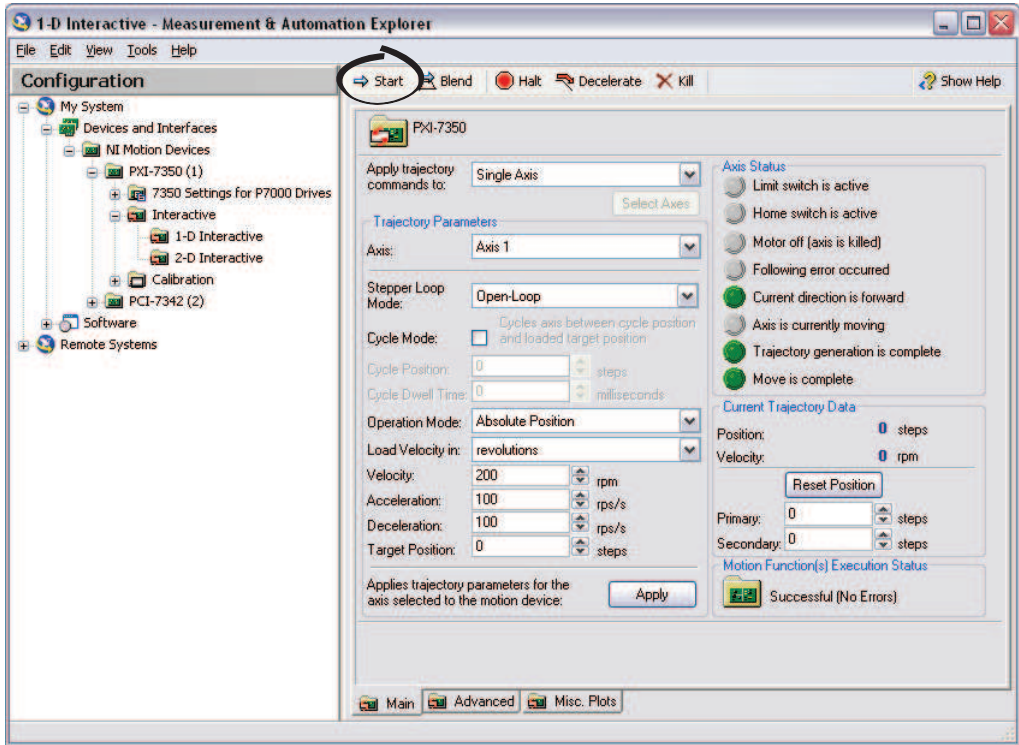 1-D Interactive - Measurement & Automation Explorer
File Edit View Tools Help
Configuration
Start Blend Halt Decelerate Kill Show Help
My System
Devices and Interfaces
NI Motion Devices
PXI-7350 (1)
7350 Settings for P7000 Drives
Interactive
1-D Interactive
2-D Interactive
Calibration
PCI-7342 (2)
Software
Remote Systems
PXI-7350
Apply trajectory
commands to:
Single Axis
Select Axes
Trajectory Parameters
Axis: Axis 1
Stepper Loop
Mode:
Open-Loop
Cycle Mode:
Cycles axis between cycle position
and loaded target position
Cycle Position: 0 steps
Cycle Dwell Time: 0 milliseconds
Operation Mode: Absolute Position
Load Velocity in: revolutions
Velocity: 200 rpm
Acceleration: 100 rps/s
Deceleration: 100 rps/s
Target Position: 0 steps
Applies trajectory parameters for the
axis selected to the motion device:
Apply
Axis Status
Limit switch is active
Home switch is active
Motor off (axis is killed)
Following error occurred
Current direction is forward
Axis is currently moving
Trajectory generation is complete
Move is complete
Current Trajectory Data
Position: 0 steps
Velocity: 0 rpm
Reset Position
Primary: 0 steps
Secondary: 0 steps
Motion Function(s) Execution Status
Successful (No Errors)
Main Advanced Misc. Plots